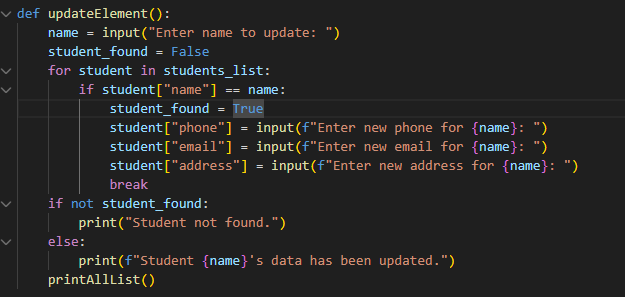 def updateElement():
    name = input("Enter name to update: ")
    student_found = False
    for student in students_list:
        if student["name"] == name:
            student_found = True
            student["phone"] = input(f"Enter new phone for {name}: ")
            student["email"] = input(f"Enter new email for {name}: ")
            student["address"] = input(f"Enter new address for {name}: ")
            break
    if not student_found:
        print("Student not found.")
    else:
        print(f"Student {name}'s data has been updated.")
    printAllList()